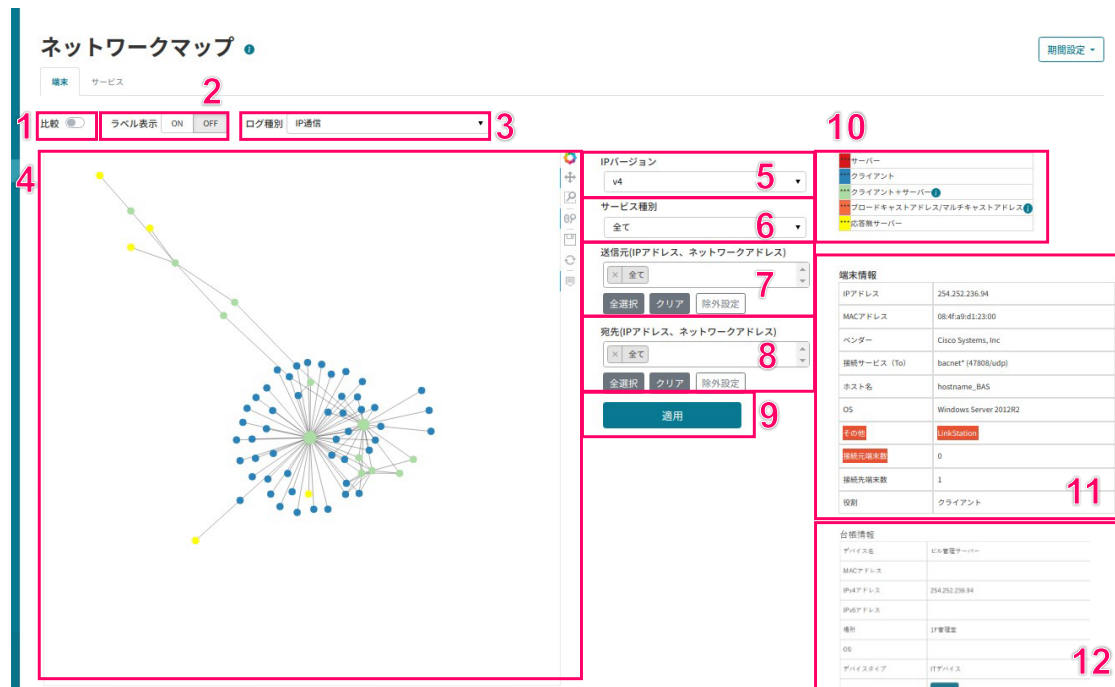 ネットワークマップ
期間設定
端末 サービス
2
1 比較 ラベル表示 ON OFF ログ種別 IP通信 3
10
4
IPバージョン
v4
5
サービス種別
全て
6
送信元(IPアドレス、ネットワークアドレス)
× 全て
7
全選択 クリア 除外設定
宛先(IPアドレス、ネットワークアドレス)
× 全て
8
全選択 クリア 除外設定
適用
9
***サーバー
***クライアント
***クライアント+サーバー
***ブロードキャストアドレス/マルチキャストアドレス
***応答無サーバー
端末情報
IPアドレス 254.252.236.94
MACアドレス 08:4f:a9:d1:23:00
ベンダー Cisco Systems, Inc
接続サービス(To) bacnet* (47808/udp)
ホスト名 hostname_BAS
OS Windows Server 2012R2
その他 LinkStation
接続元端末数 0
接続先端末数 1
11
役割 クライアント
台帳情報
デバイス名 ビル管理サーバー
MACアドレス
IPv4アドレス 254.252.236.94
IPv6アドレス
場所 1F管理室
OS
12
デバイスタイプ ITデバイス